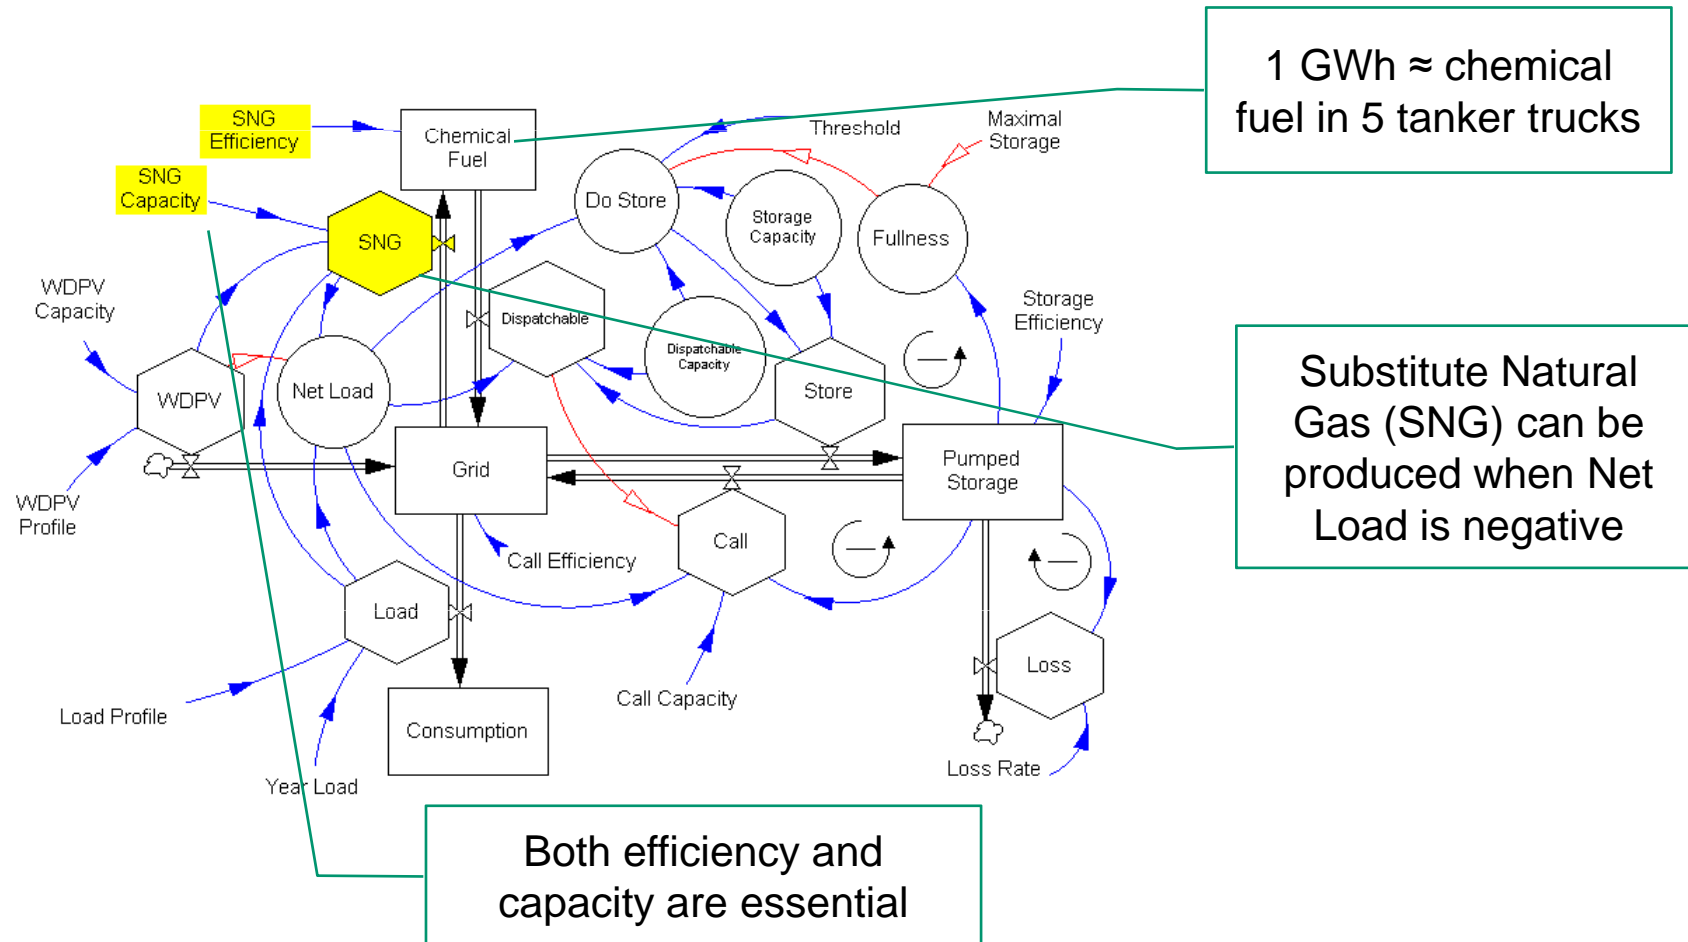 1 GWh ≈ chemical
fuel in 5 tanker trucks
SNG
Efficiency
Chemical
Fuel
Threshold
Maximal
Storage
SNG
Capacity
Do Store
Storage
Capacity
Fullness
SNG
WDPV
Capacity
Dispatchable
Storage
Efficiency
Dispatchable
Capacity
Net Load
WDPV
Store
Substitute Natural
Gas (SNG) can be
produced when Net
Load is negative
Grid
Pumped
Storage
WDPV
Profile
Call Efficiency
Call
Load
Loss
Load Profile
Call Capacity
Consumption
Loss Rate
Year Load
Both efficiency and
capacity are essential